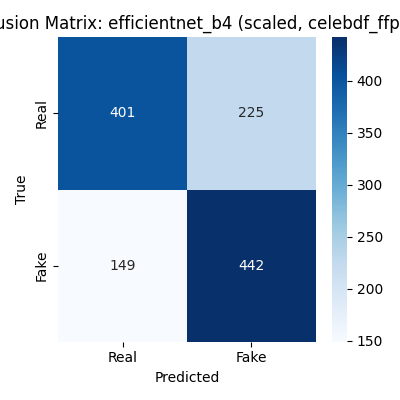 usion Matrix: efficientnet_b4 (scaled, celebdf_ffp
Real
401
225
True
Fake
149
442
Real
Fake
Predicted
400
350
300
250
200
150